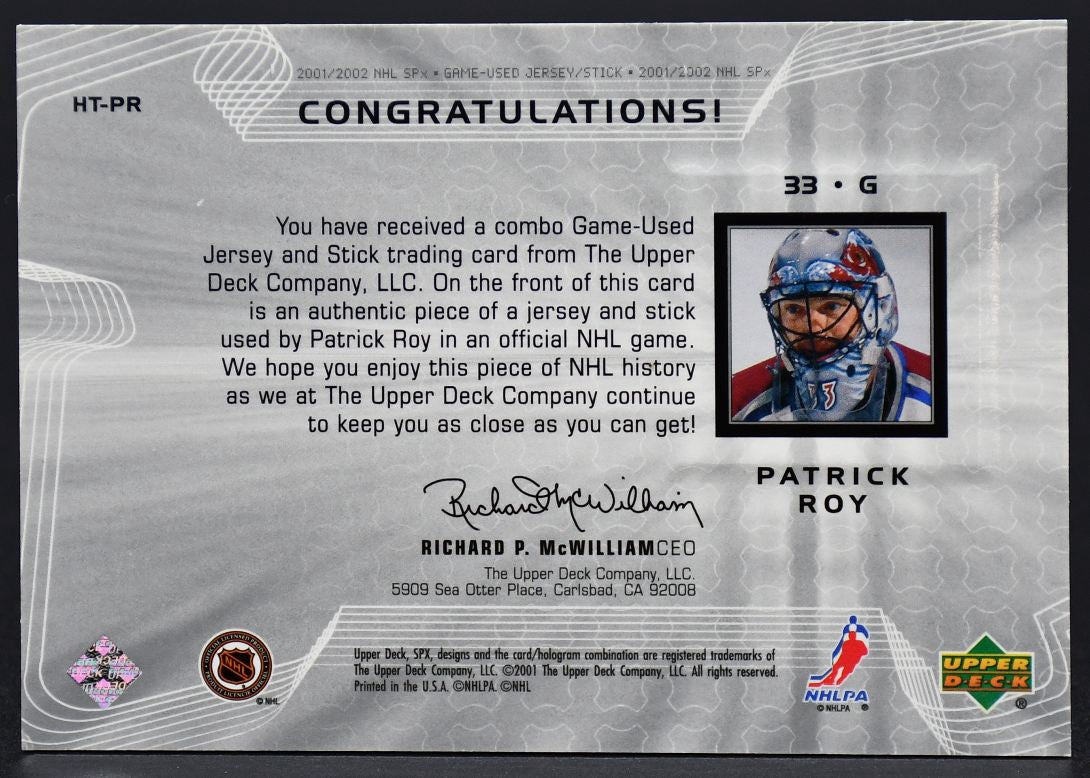 2001/2002 NHL SPx ▪ GAME-USED JERSEY/STICK ▪ 2001/2002 NHL SPx
HT-PR
CONGRATULATIONS!
33 • G
You have received a combo Game-Used
Jersey and Stick trading card from The Upper
Deck Company, LLC. On the front of this card
is an authentic piece of a jersey and stick
used by Patrick Roy in an official NHL game.
We hope you enjoy this piece of NHL history
as we at The Upper Deck Company continue
to keep you as close as you can get!
33
PATRICK
ROY
Richard McWilliam
RICHARD P. McWILLIAM CEO
The Upper Deck Company, LLC.
5909 Sea Otter Place, Carlsbad, CA 92008
Upper Deck, SPX, designs and the card/hologram combination are registered trademarks of
The Upper Deck Company, LLC. ©2001 The Upper Deck Company, LLC. All rights reserved.
Printed in the U.S.A. ©NHLPA. ©NHL
NHL
© NHL
NHLPA
© NHLPA ®
UPPER
D·E·C·K
®